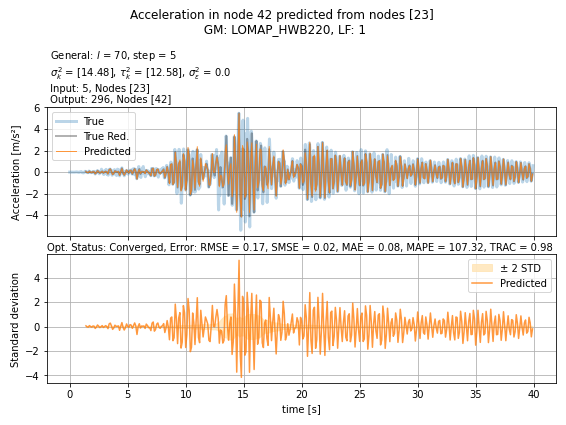 Acceleration in node 42 predicted from nodes [23]
GM: LOMAP_HWB220, LF: 1
General: l = 70, step = 5
σ²ₖ = [14.48], τ²ₖ = [12.58], σ²ε = 0.0
Input: 5, Nodes [23]
Output: 296, Nodes [42]
6
4
2
0
−2
−4
Acceleration [m/s²]
True
True Red.
Predicted
Opt. Status: Converged, Error: RMSE = 0.17, SMSE = 0.02, MAE = 0.08, MAPE = 107.32, TRAC = 0.98
4
2
0
−2
−4
Standard deviation
± 2 STD
Predicted
0 5 10 15 20 25 30 35 40
time [s]